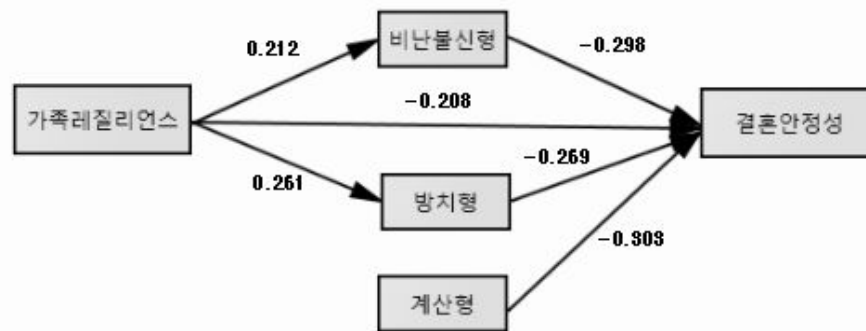 비난불신형
0.212
-0.298
가족레질리언스
-0.208
결혼안정성
-0.269
0.261
방치형
-0.303
계산형